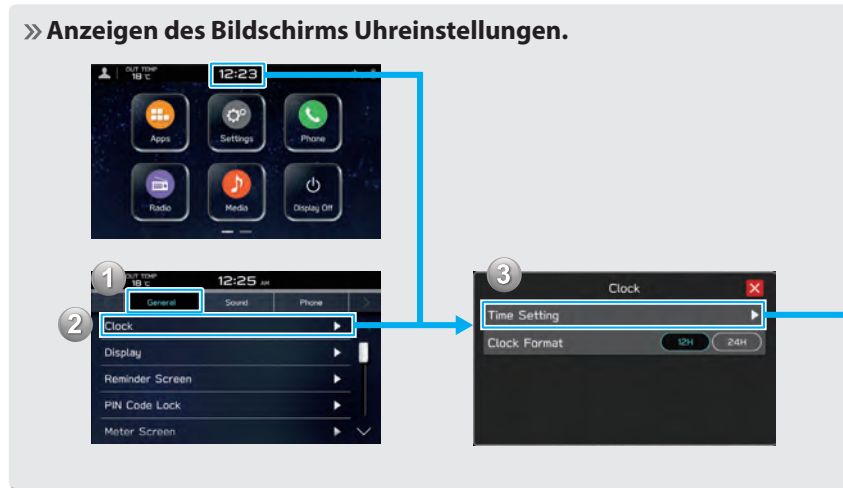 » Anzeigen des Bildschirms Uhreinstellungen.
OUT TEMP
18 °C
12:23
Apps
Settings
Phone
Radio
Media
Display Off
1
OUT TEMP
18 °C
12:25 AM
General
Sound
Phone
2
Clock
Display
Reminder Screen
PIN Code Lock
Meter Screen
3
Clock
Time Setting
Clock Format
12H
24H